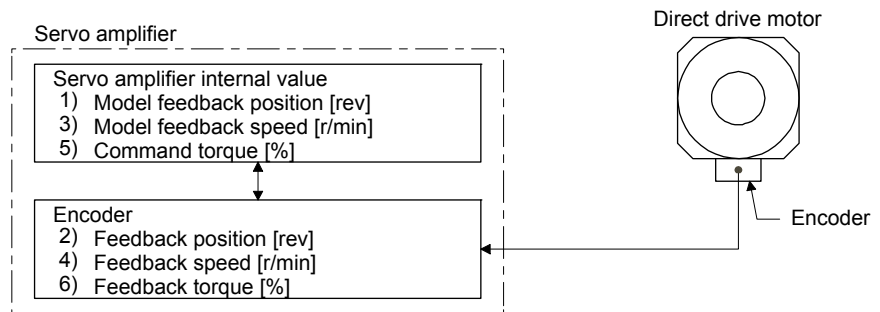 Direct drive motor
Servo amplifier
Servo amplifier internal value
1) Model feedback position [rev]
3) Model feedback speed [r/min]
5) Command torque [%]
Encoder
2) Feedback position [rev]
4) Feedback speed [r/min]
6) Feedback torque [%]
Encoder